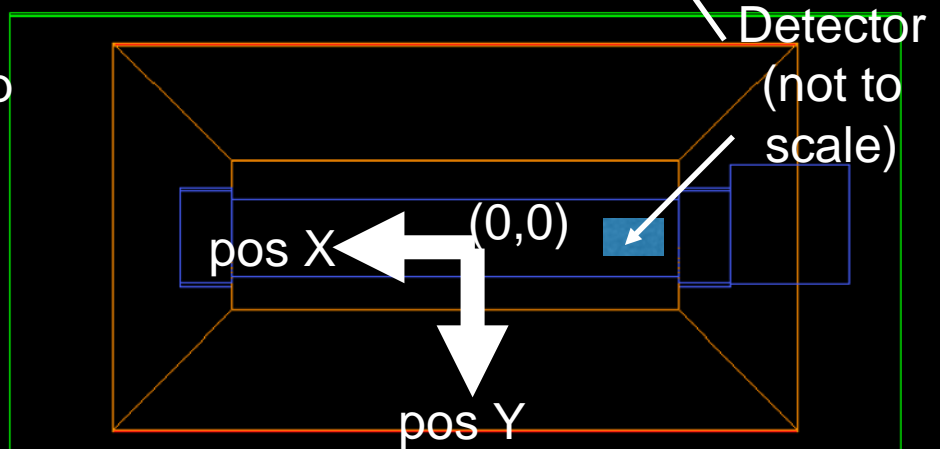 Detector
(not to
scale)
(0,0)
pos X
pos Y